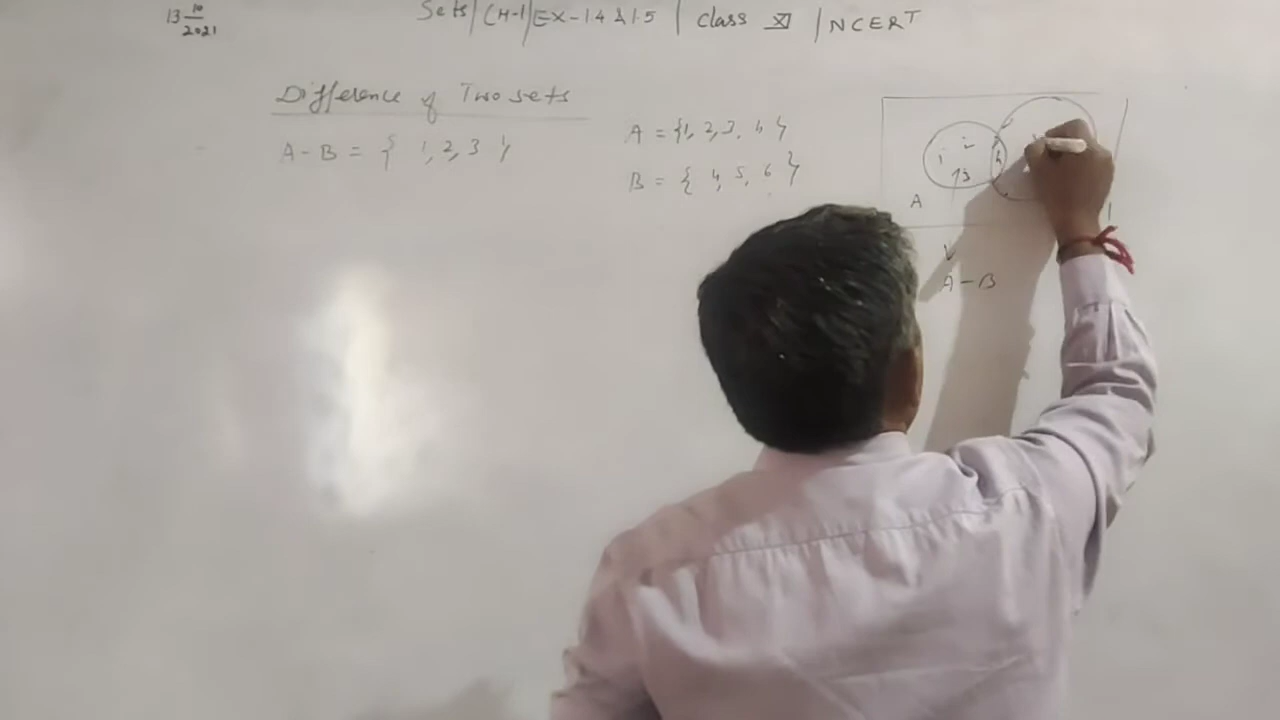 13 10/2021
Sets | CH-1 | EX-1.4 & 1.5 | Class XI | NCERT
Difference of Two sets
A - B = { 1, 2, 3 }
A = {1, 2, 3, 4 }
B = { 4, 5, 6 }
1 2 3 4
A
A - B